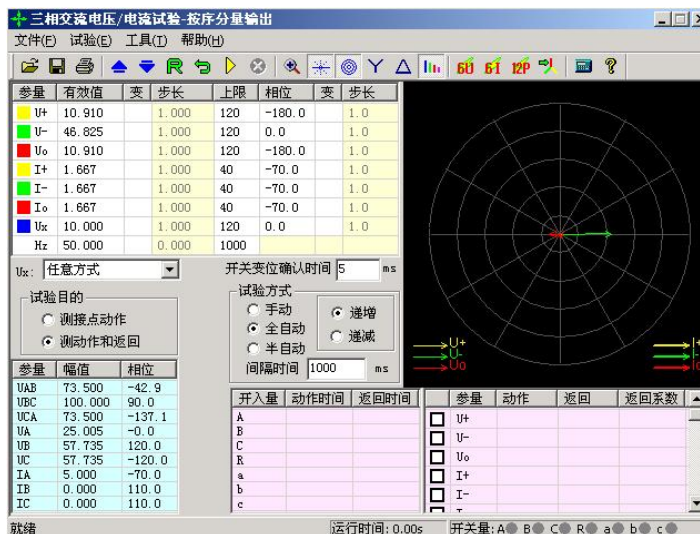 三相交流电压/电流试验-按序分量输出
文件(F) 试验(E) 工具(T) 帮助(H)
6U 6I 12P
参量 有效值 变 步长 上限 相位 变 步长
U+ 10.910 1.000 120 -180.0 1.0
U- 46.825 1.000 120 0.0 1.0
Uo 10.910 1.000 120 -180.0 1.0
I+ 1.667 1.000 40 -70.0 1.0
I- 1.667 1.000 40 -70.0 1.0
Io 1.667 1.000 40 -70.0 1.0
Ux 10.000 1.000 120 0.0 1.0
Hz 50.000 0.000 1000
Ux: 任意方式 开关变位确认时间 5 ms
试验目的
测接点动作
测动作和返回
试验方式
手动
全自动
半自动
递增
递减
间隔时间 1000 ms
U+
U-
Uo
I+
I-
Io
参量 幅值 相位
UAB 73.500 -42.9
UBC 100.000 90.0
UCA 73.500 -137.1
UA 25.005 -0.0
UB 57.735 120.0
UC 57.735 -120.0
IA 5.000 -70.0
IB 0.000 110.0
IC 0.000 110.0
开入量 动作时间 返回时间
A
B
C
R
a
b
c
参量 动作 返回 返回系数
U+
U-
Uo
I+
I-
就绪 运行时间: 0.00s 开关量: A B C R a b c